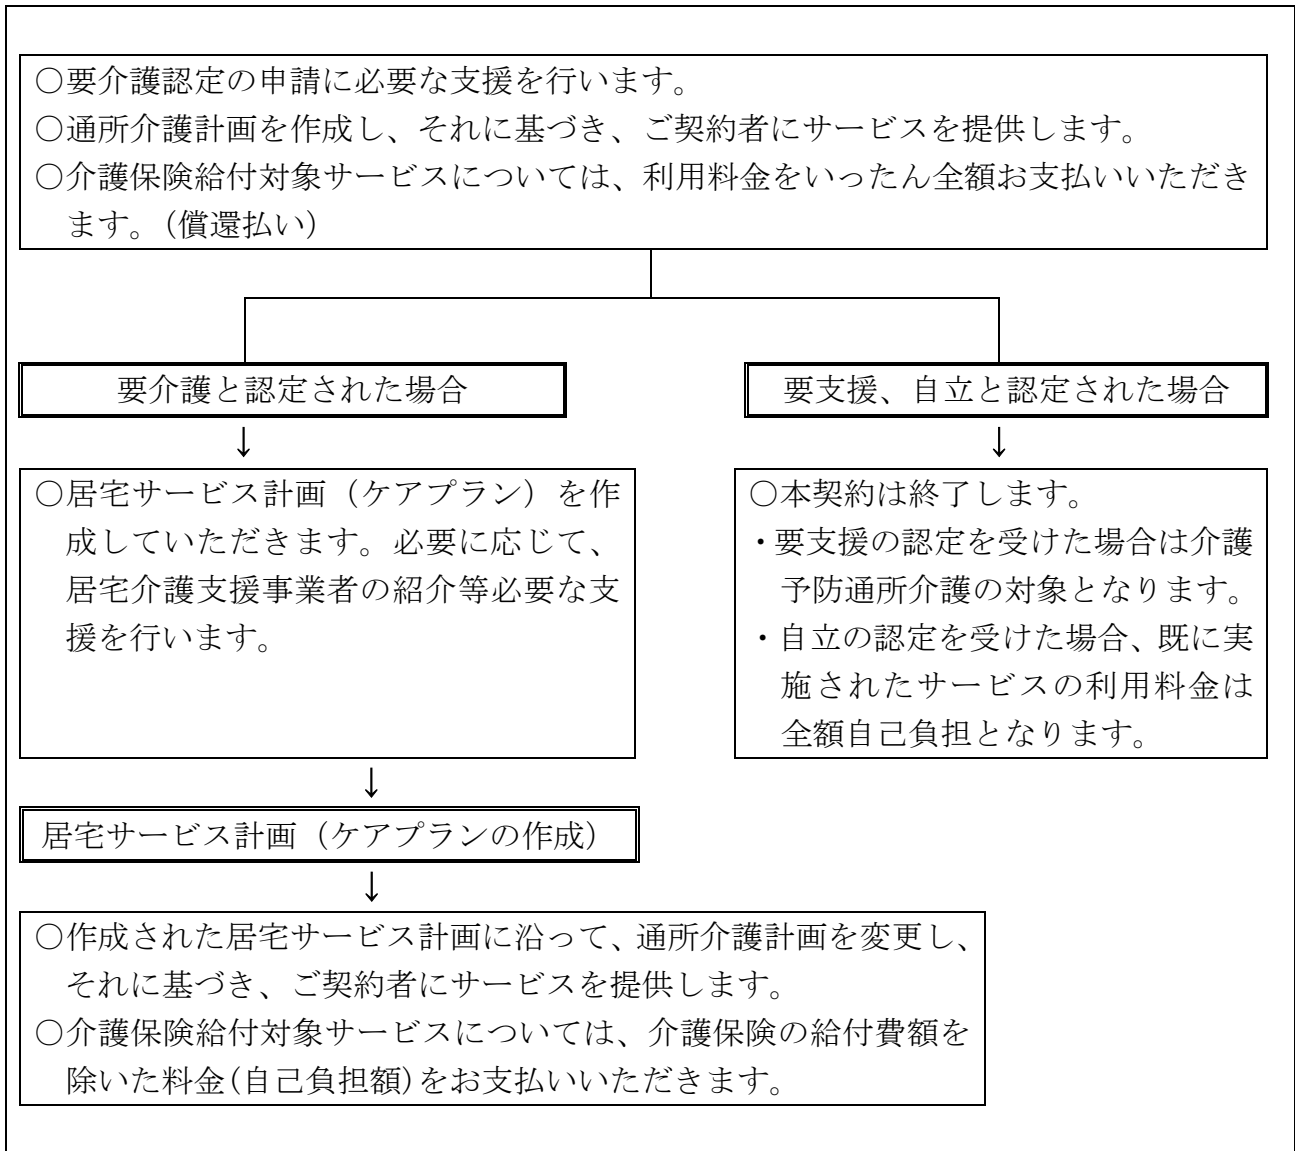 ○要介護認定の申請に必要な支援を行います。
○通所介護計画を作成し、それに基づき、ご契約者にサービスを提供します。
○介護保険給付対象サービスについては、利用料金をいったん全額お支払いいただき
ます。（償還払い）
要介護と認定された場合
↓
○居宅サービス計画（ケアプラン）を作
成していただきます。必要に応じて、
居宅介護支援事業者の紹介等必要な支
援を行います。
↓
居宅サービス計画（ケアプランの作成）
↓
○作成された居宅サービス計画に沿って、通所介護計画を変更し、
それに基づき、ご契約者にサービスを提供します。
○介護保険給付対象サービスについては、介護保険の給付費額を
除いた料金(自己負担額)をお支払いいただきます。
要支援、自立と認定された場合
↓
○本契約は終了します。
・要支援の認定を受けた場合は介護
予防通所介護の対象となります。
・自立の認定を受けた場合、既に実
施されたサービスの利用料金は
全額自己負担となります。